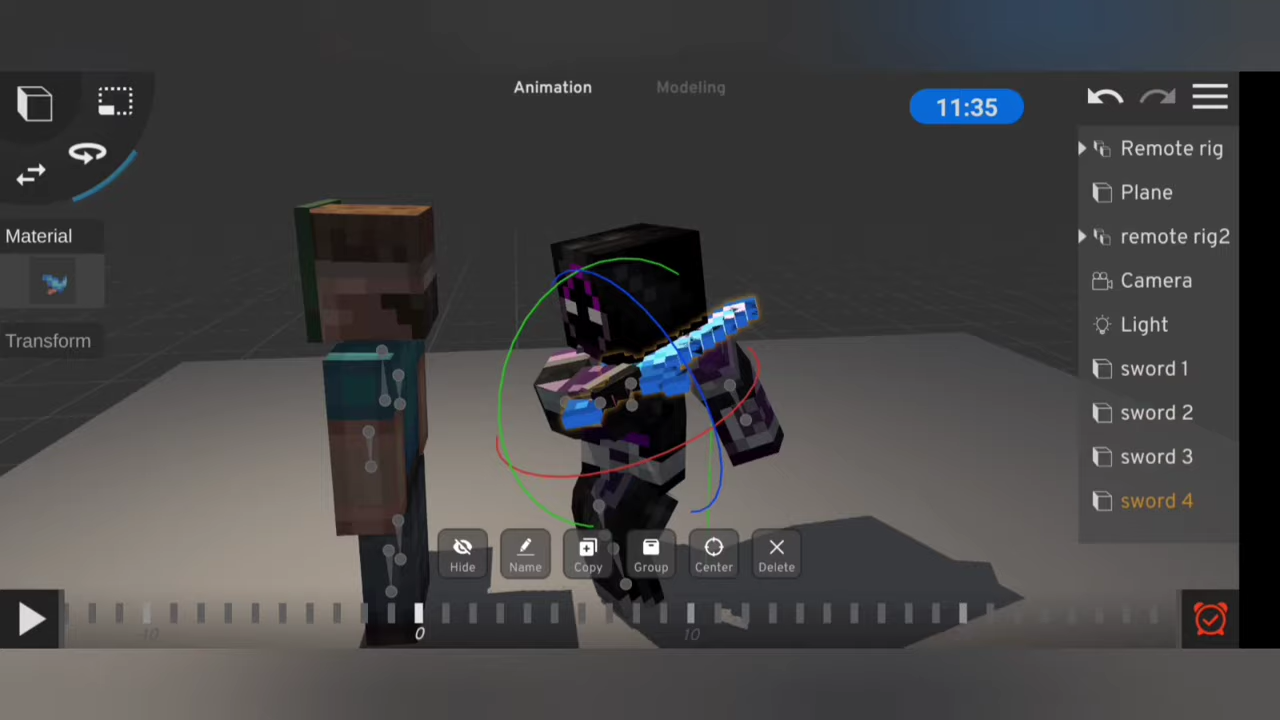 Animation
Modeling
11:35
Material
Transform
Remote rig
Plane
remote rig2
Camera
Light
sword 1
sword 2
sword 3
sword 4
Hide
Name
Copy
Group
Center
Delete
-10
0
10